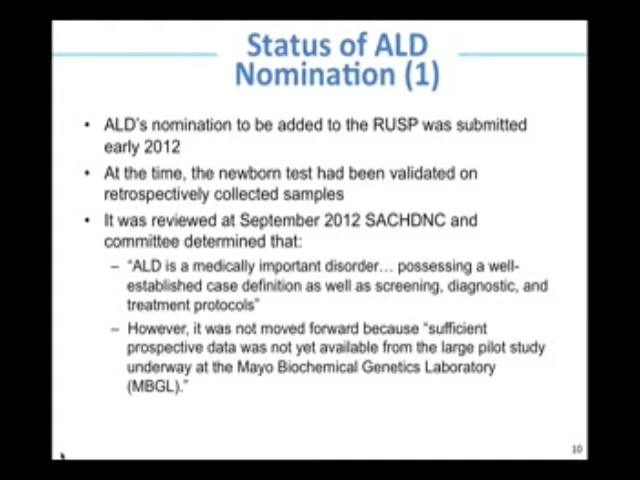 Status of ALD
Nomination (1)
• ALD's nomination to be added to the RUSP was submitted
early 2012
• At the time, the newborn test had been validated on
retrospectively collected samples
• It was reviewed at September 2012 SACHDNC and
committee determined that:
– “ALD is a medically important disorder… possessing a well-
established case definition as well as screening, diagnostic, and
treatment protocols”
– However, it was not moved forward because “sufficient
prospective data was not yet available from the large pilot study
underway at the Mayo Biochemical Genetics Laboratory
(MBGL).”
10